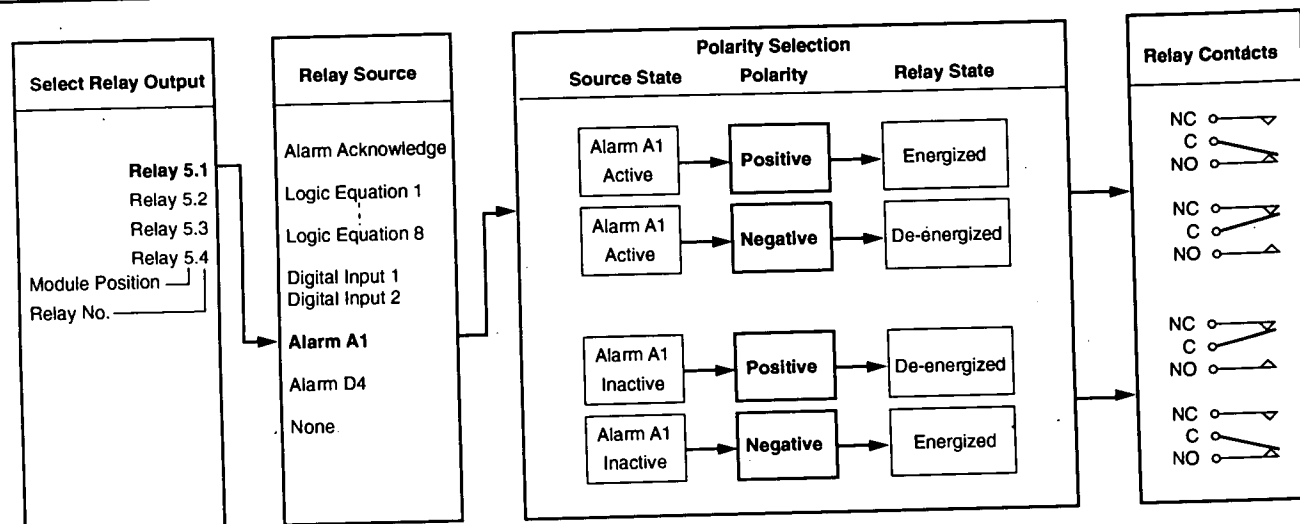 Select Relay Output
Relay 5.1
Relay 5.2
Relay 5.3
Relay 5.4
Module Position
Relay No.
Relay Source
Alarm Acknowledge
Logic Equation 1
Logic Equation 8
Digital Input 1
Digital Input 2
Alarm A1
Alarm D4
None
Polarity Selection
Source State Polarity Relay State
Alarm A1
Active
Positive
Energized
Alarm A1
Active
Negative
De-energized
Alarm A1
Inactive
Positive
De-energized
Alarm A1
Inactive
Negative
Energized
Relay Contacts
NC
C
NO
NC
C
NO
NC
C
NO
NC
C
NO